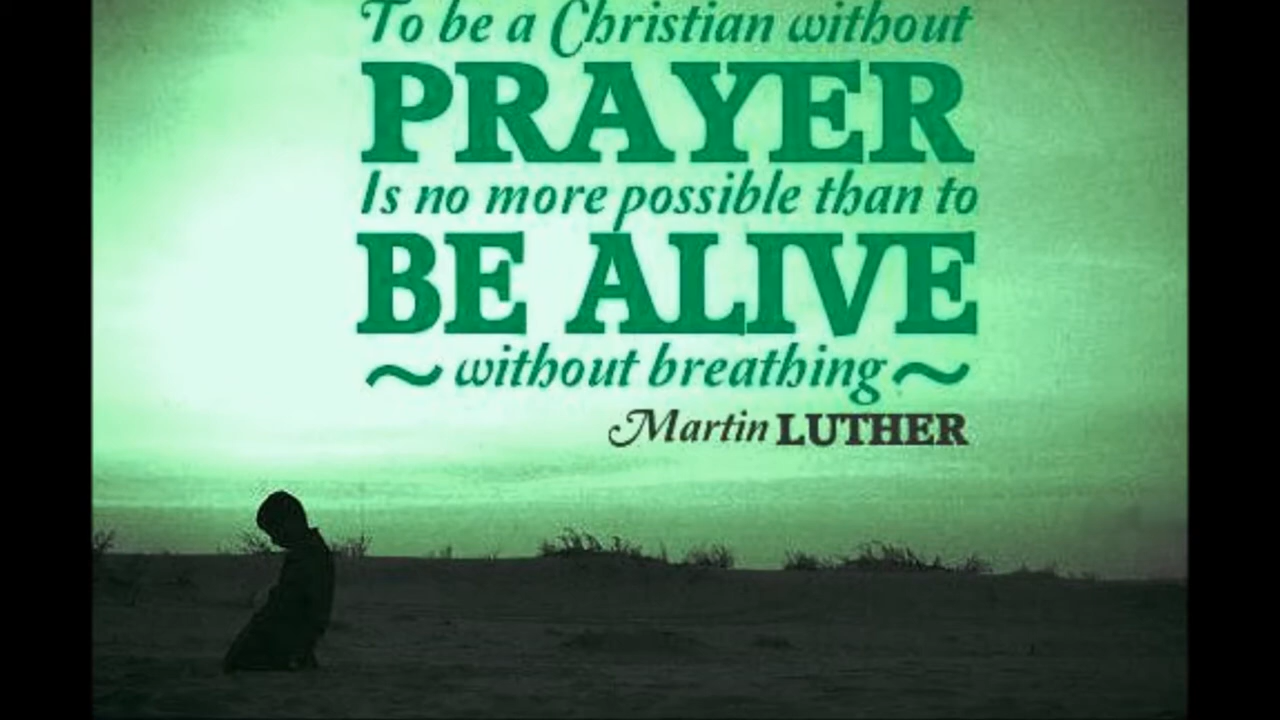 To be a Christian without
PRAYER
Is no more possible than to
BE ALIVE
~without breathing~
Martin LUTHER